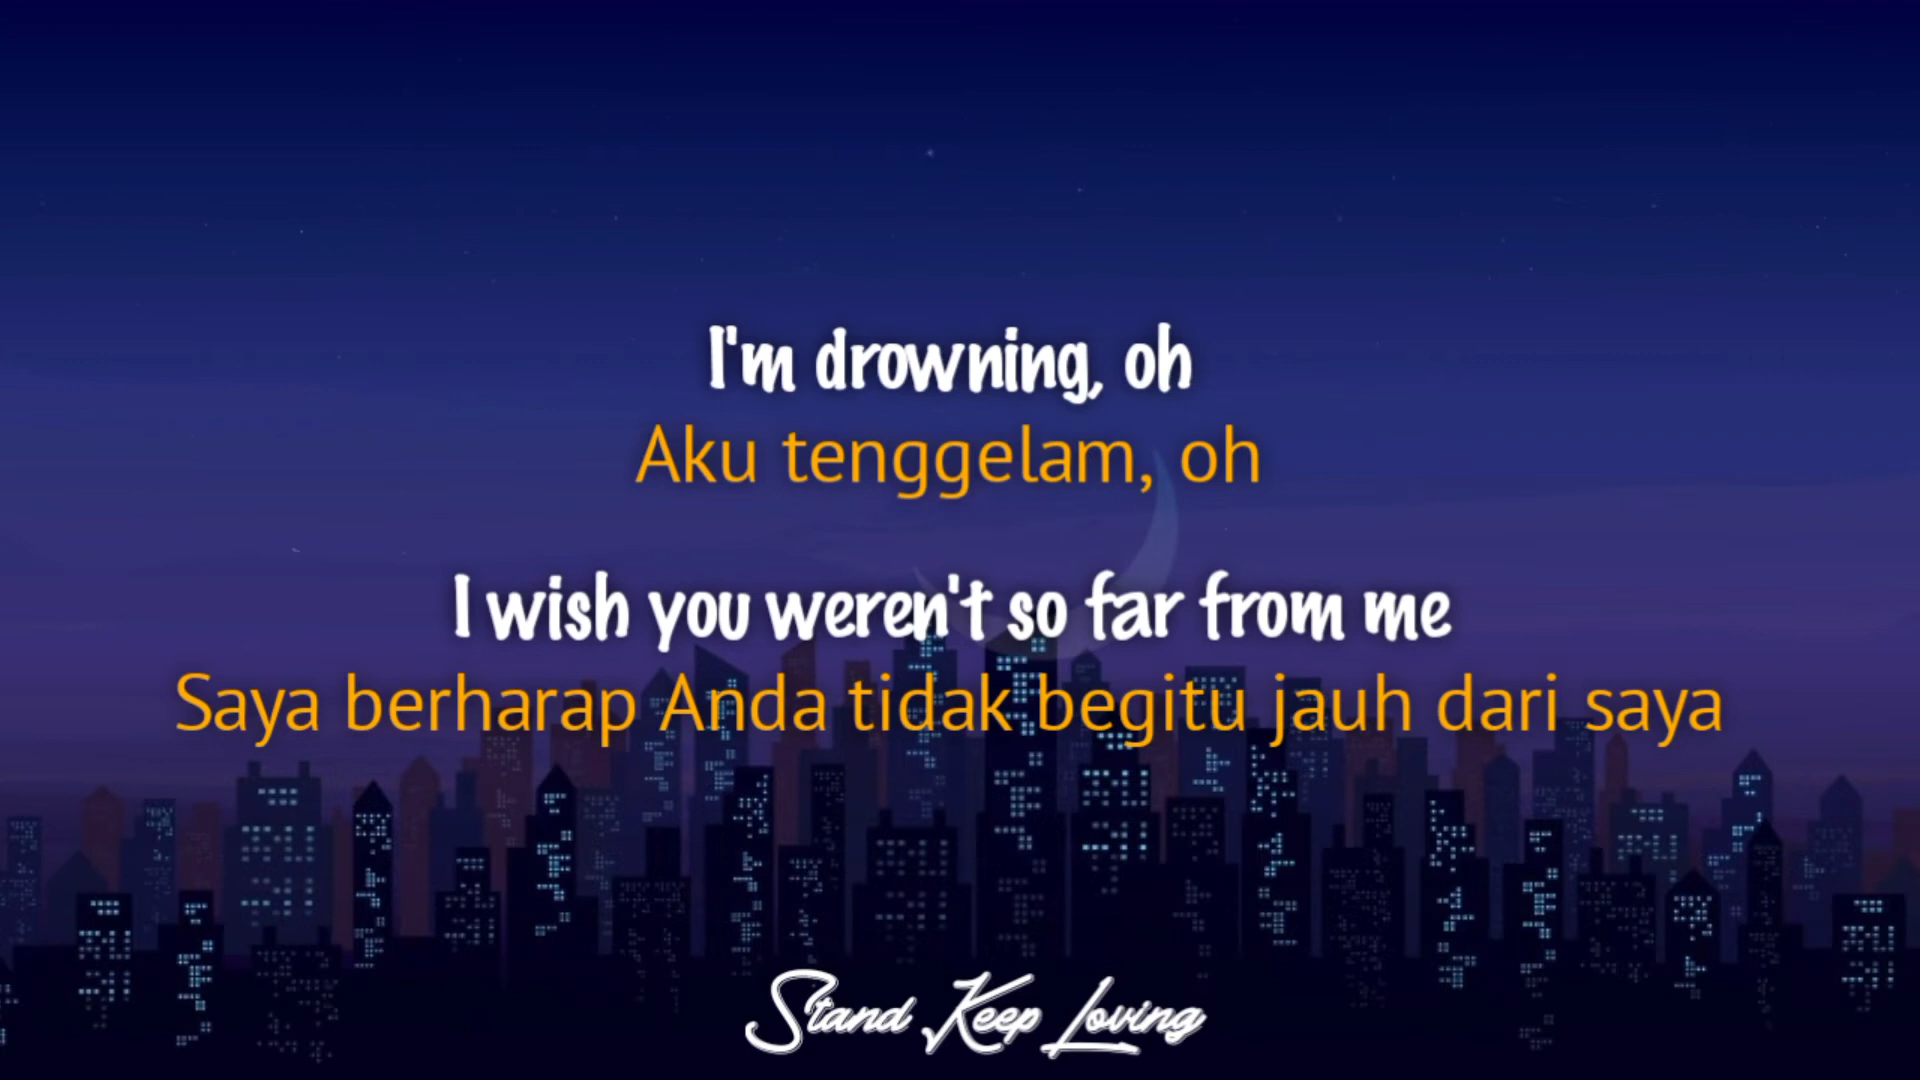 I'm drowning, oh
Aku tenggelam, oh
I wish you weren't so far from me
Saya berharap Anda tidak begitu jauh dari saya
Stand Keep Loving